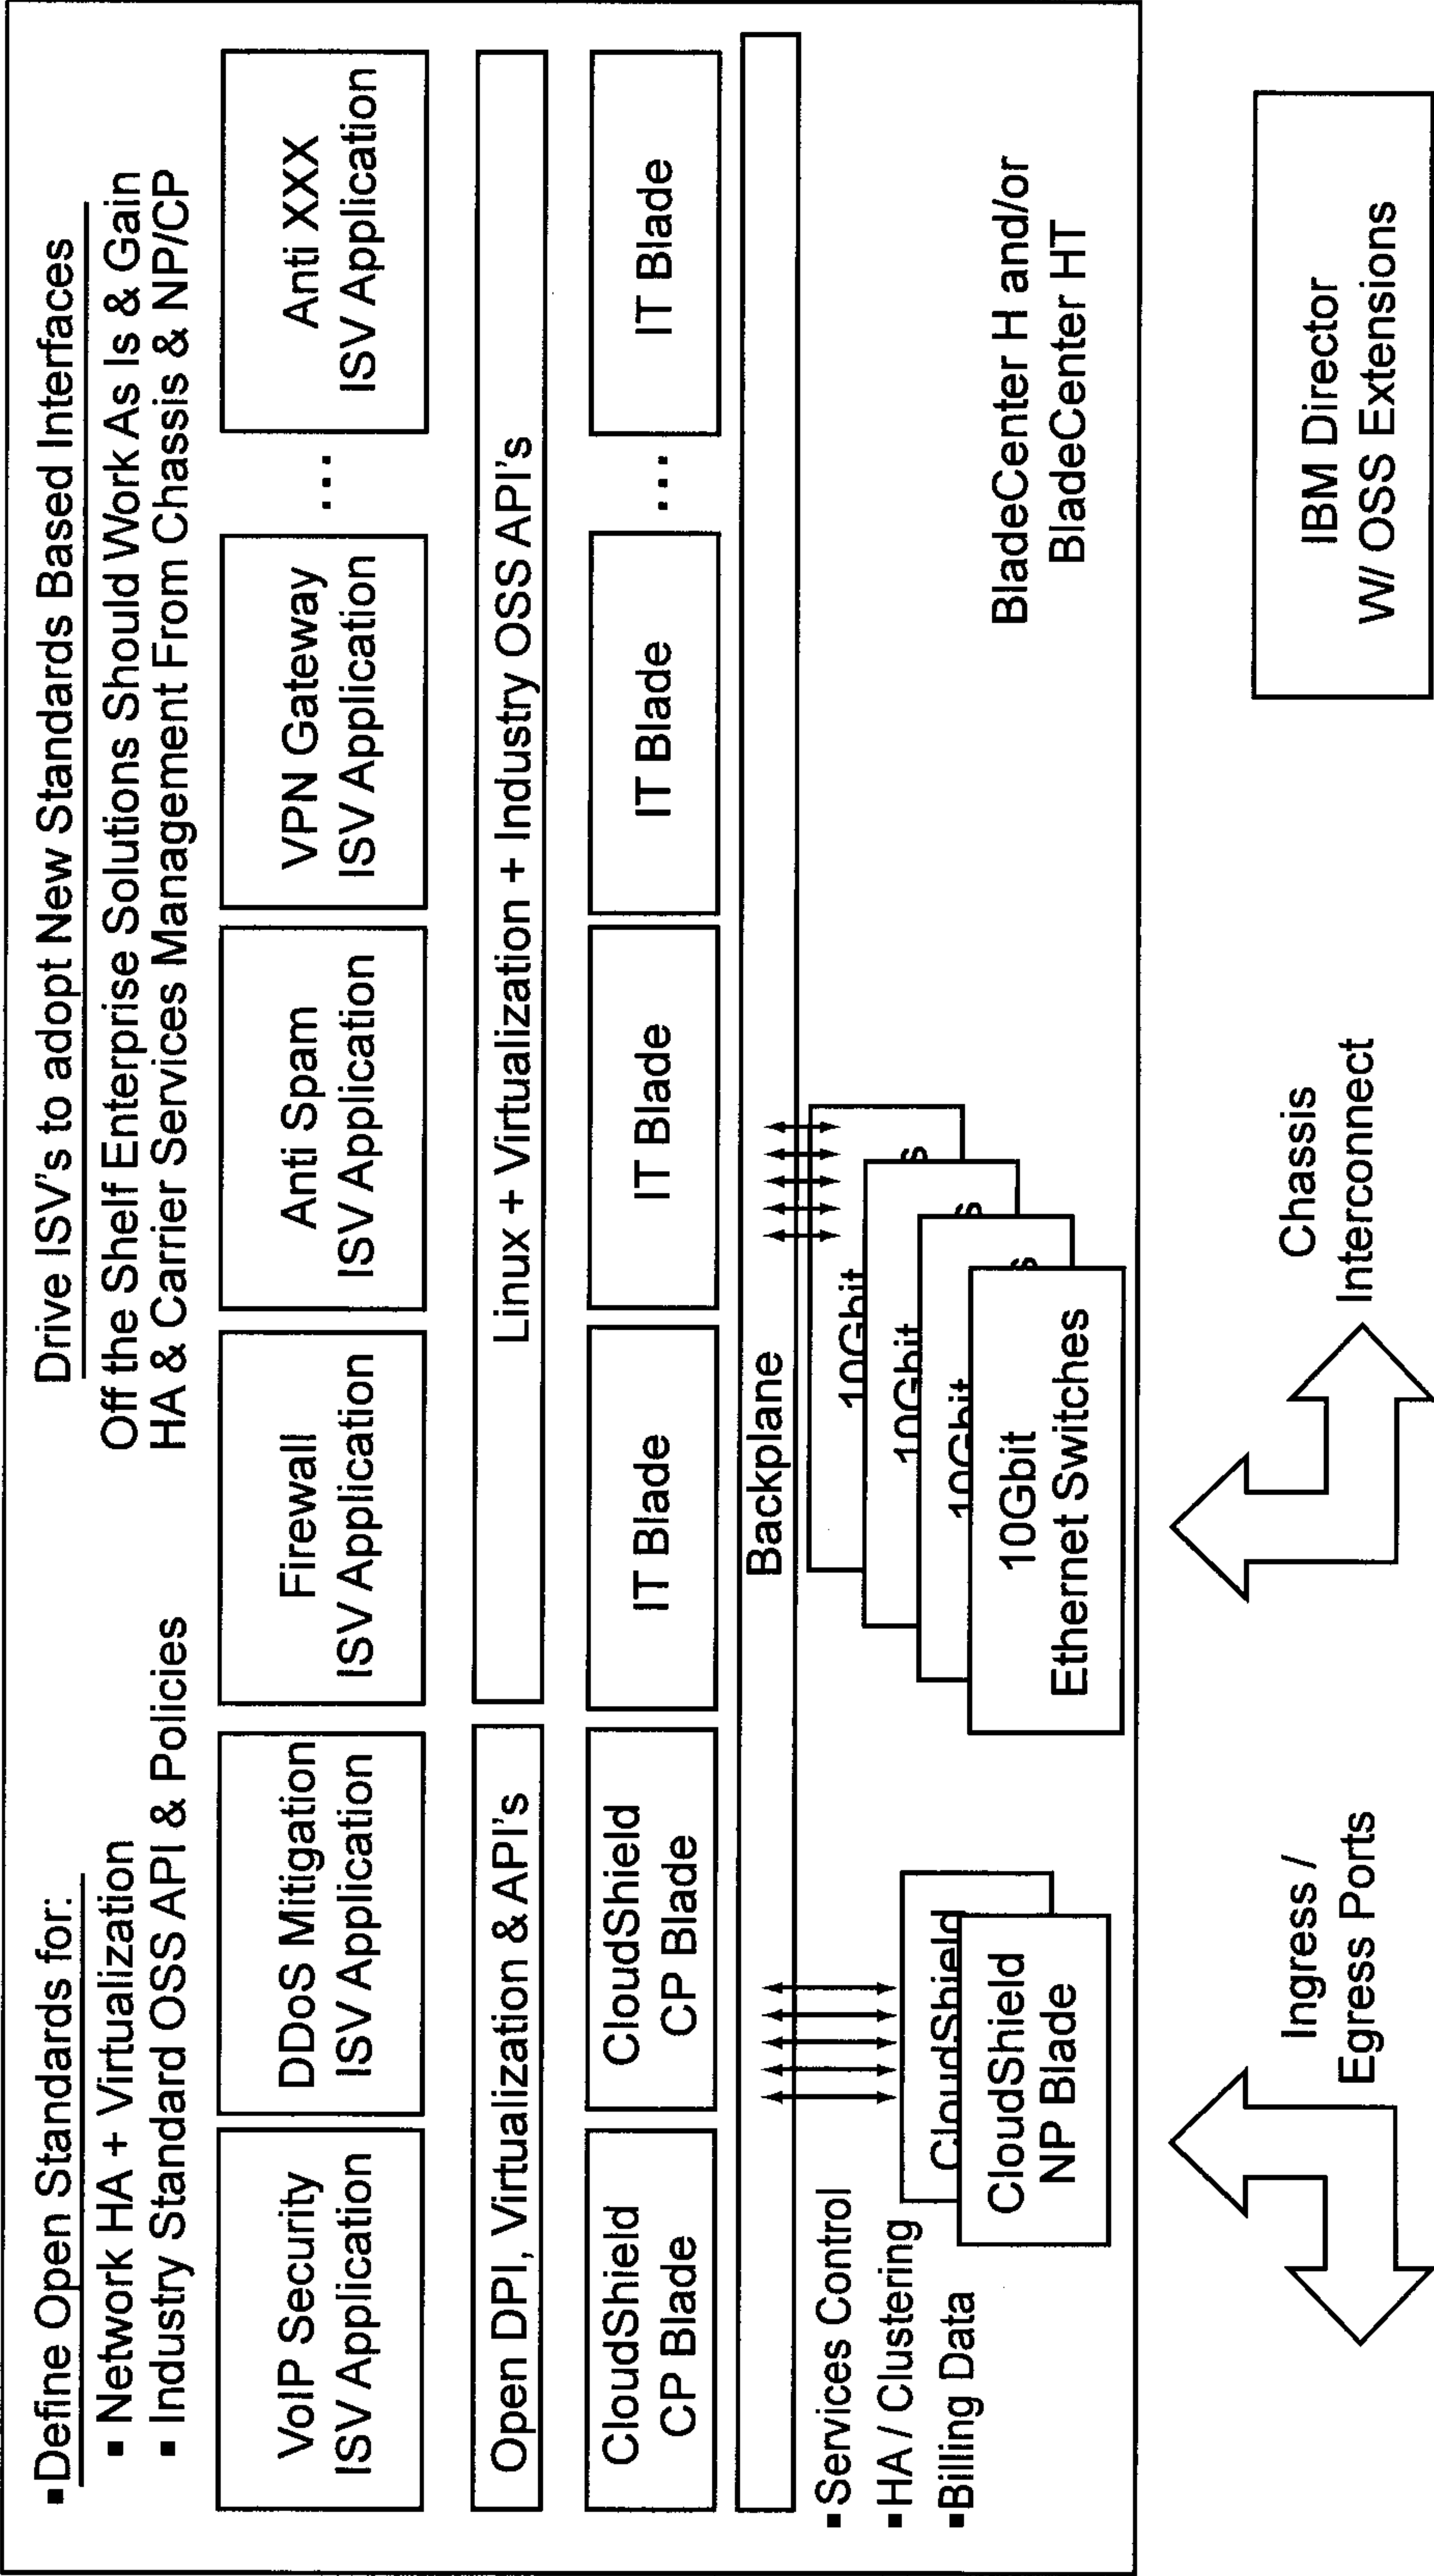 ▪Define Open Standards for:
▪ Network HA + Virtualization
▪ Industry Standard OSS API & Policies
Drive ISV's to adopt New Standards Based Interfaces
Off the Shelf Enterprise Solutions Should Work As Is & Gain
HA & Carrier Services Management From Chassis & NP/CP
VoIP Security
ISV Application
DDoS Mitigation
ISV Application
Firewall
ISV Application
Anti Spam
ISV Application
VPN Gateway
ISV Application
...
Anti XXX
ISV Application
Open DPI, Virtualization & API's
Linux + Virtualization + Industry OSS API's
CloudShield
CP Blade
CloudShield
CP Blade
IT Blade
IT Blade
IT Blade
...
IT Blade
Backplane
▪Services Control
▪HA / Clustering
▪Billing Data
CloudShield
CloudShield
NP Blade
10Gbit
10Gbit
10Gbit
10Gbit
Ethernet Switches
BladeCenter H and/or
BladeCenter HT
Ingress /
Egress Ports
Chassis
Interconnect
IBM Director
W/ OSS Extensions